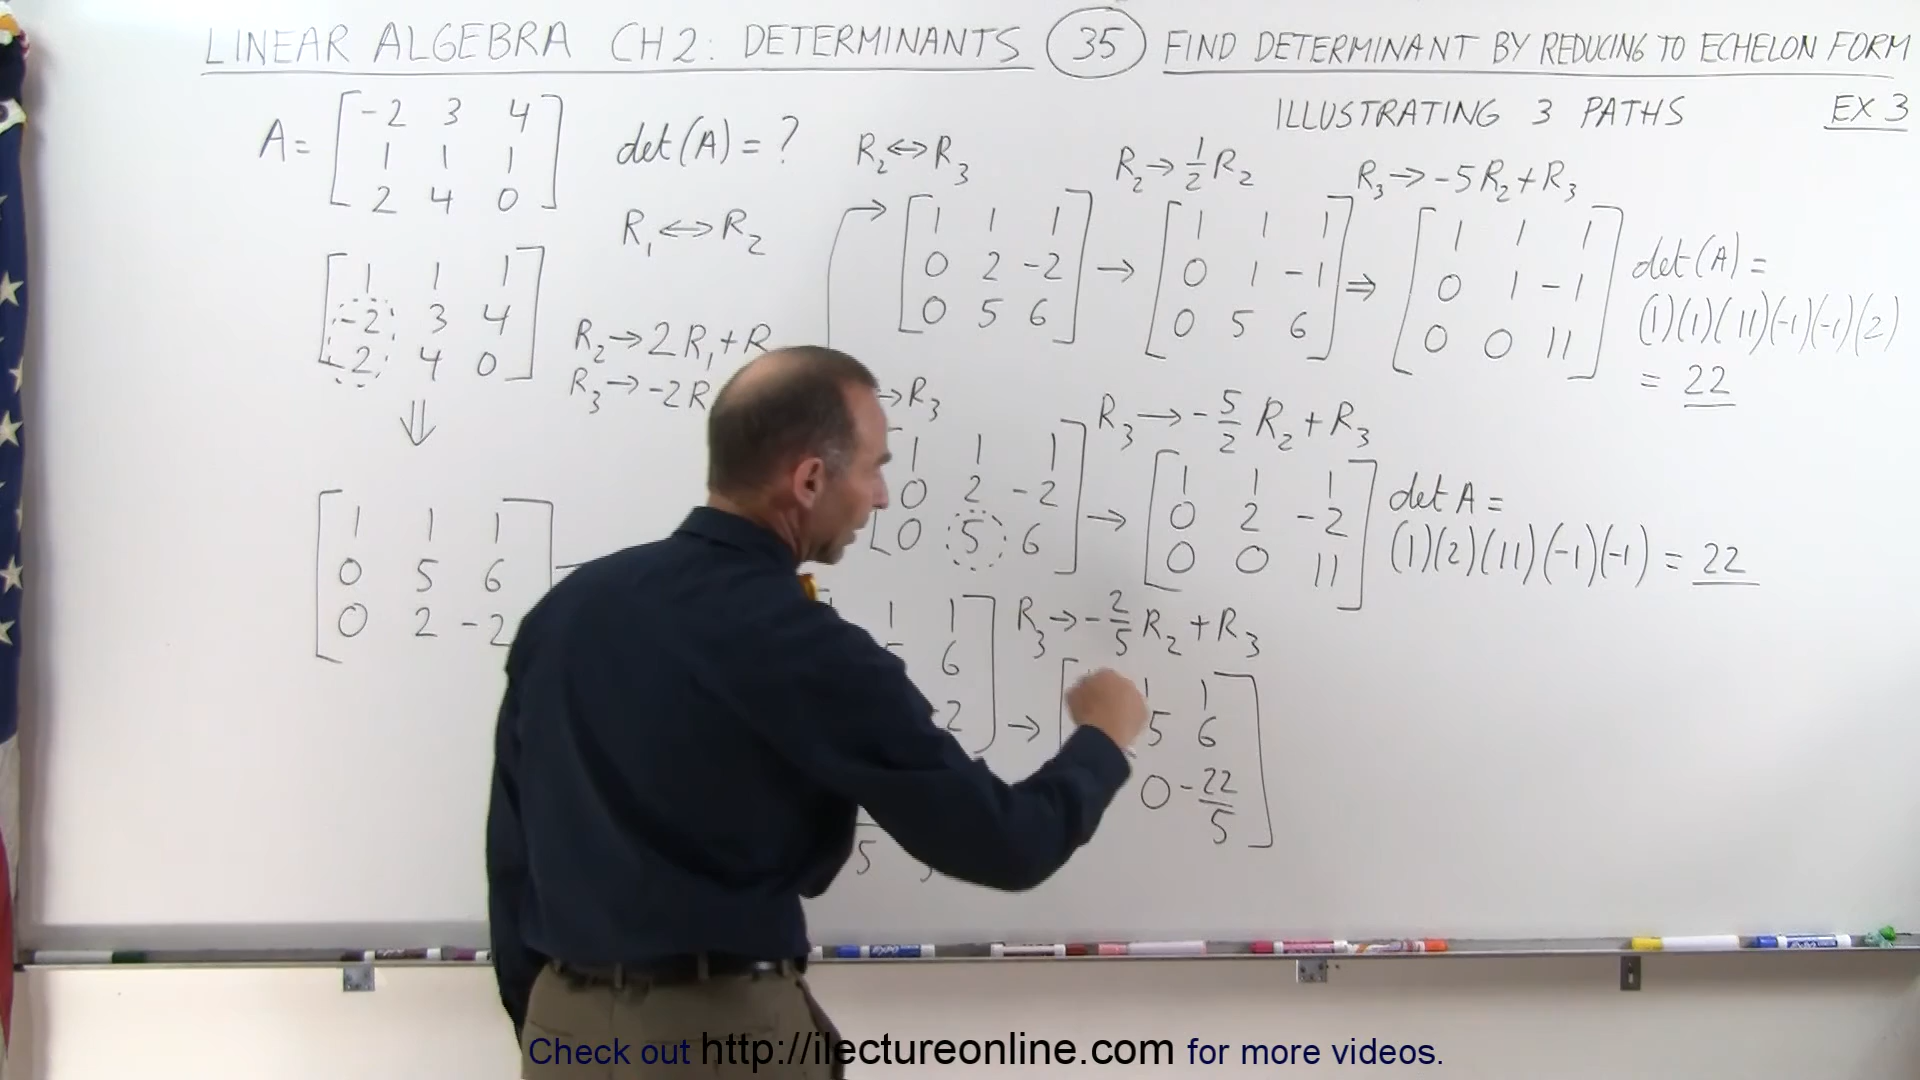 LINEAR ALGEBRA CH 2: DETERMINANTS 35 FIND DETERMINANT BY REDUCING TO ECHELON FORM
ILLUSTRATING 3 PATHS EX 3
A = [ -2 3 4
1 1 1
2 4 0 ]
det(A) = ?
R₁ ↔ R₂
[ 1 1 1
-2 3 4
2 4 0 ]
R₂ → 2R₁ + R
R₃ → -2R
⇓
[ 1 1 1
0 5 6
0 2 -2
R₂ ↔ R₃
→ [ 1 1 1
0 2 -2
0 5 6 ]
R₂ → ½R₂
→ [ 1 1 1
0 1 -1
0 5 6 ]
R₃ → -5R₂ + R₃
⇒ [ 1 1 1
0 1 -1
0 0 11 ]
det(A) =
(1)(1)(11)(-1)(-1)(2)
= 22
→ R₃
[ 1 1 1
0 2 -2
0 5 6 ]
R₃ → -5/2 R₂ + R₃
→ [ 1 1 1
0 2 -2
0 0 11 ]
det A =
(1)(2)(11)(-1)(-1) = 22
1 1
6
-2 ]
R₃ → -2/5 R₂ + R₃
→ [ 1 1
5 6
0 -22/5 ]
5
Check out http://ilectureonline.com for more videos.